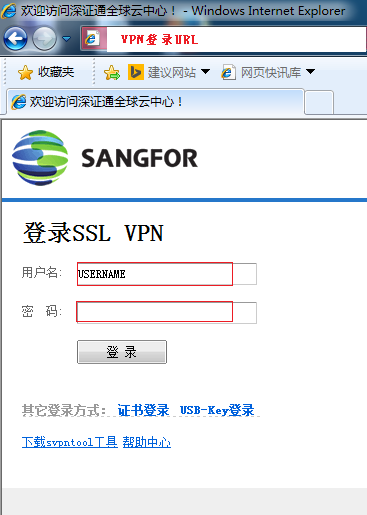 欢迎访问深证通全球云中心！ - Windows Internet Explorer
VPN登录URL
收藏夹 建议网站 网页快讯库
欢迎访问深证通全球云中心！
SANGFOR
登录SSL VPN
用户名: USERNAME
密 码:
登 录
其它登录方式: 证书登录 USB-Key登录
下载svpntool工具 帮助中心